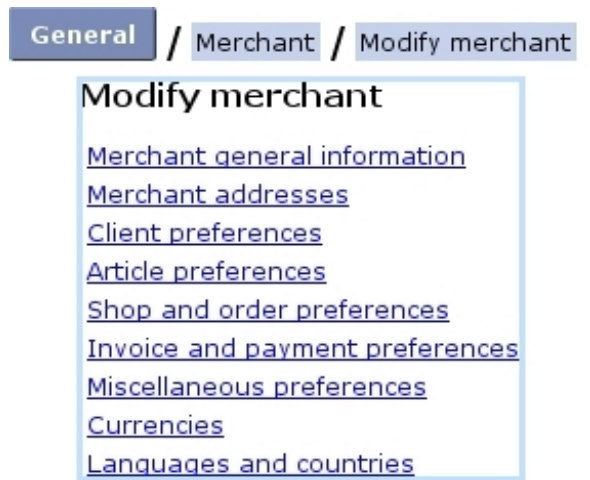 General / Merchant / Modify merchant
Modify merchant
Merchant general information
Merchant addresses
Client preferences
Article preferences
Shop and order preferences
Invoice and payment preferences
Miscellaneous preferences
Currencies
Languages and countries